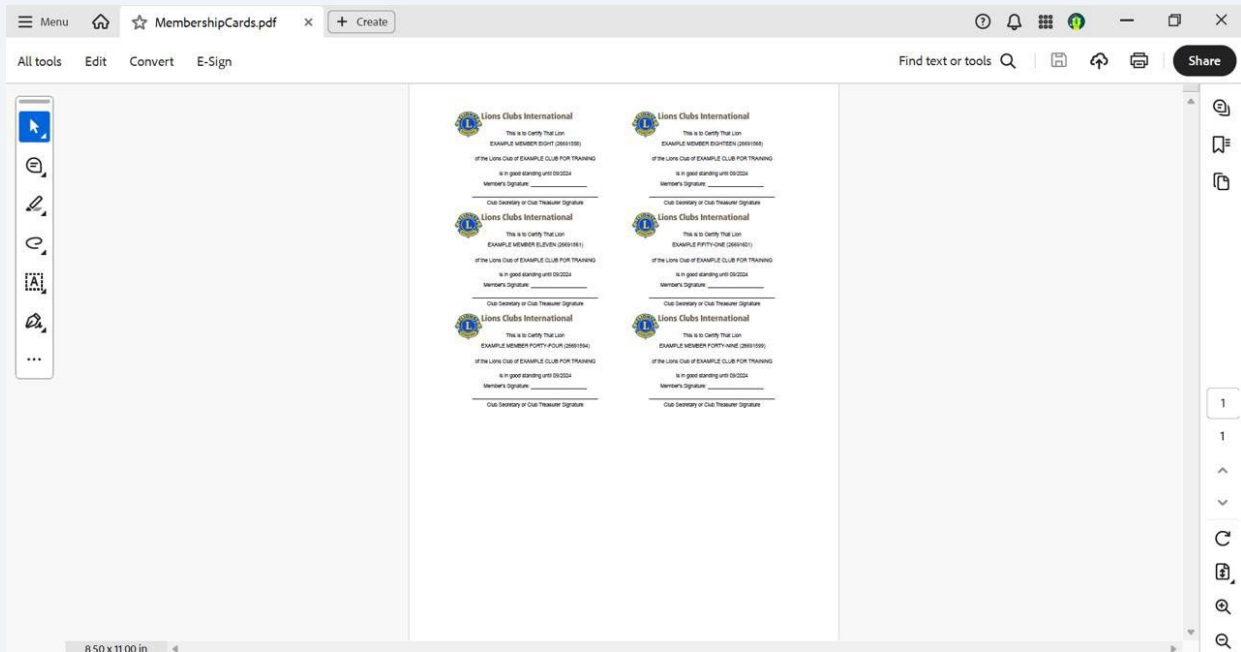 Menu
MembershipCards.pdf
+ Create
All tools Edit Convert E-Sign
Find text or tools
Share
Lions Clubs International
This is to Certify That Lion
EXAMPLE MEMBER EIGHT (26691558)
of the Lions Club of EXAMPLE CLUB FOR TRAINING
is in good standing until 09/2024
Member's Signature:
Club Secretary or Club Treasurer Signature
Lions Clubs International
This is to Certify That Lion
EXAMPLE MEMBER EIGHTEEN (26691568)
of the Lions Club of EXAMPLE CLUB FOR TRAINING
is in good standing until 09/2024
Member's Signature:
Club Secretary or Club Treasurer Signature
Lions Clubs International
This is to Certify That Lion
EXAMPLE MEMBER ELEVEN (26691561)
of the Lions Club of EXAMPLE CLUB FOR TRAINING
is in good standing until 09/2024
Member's Signature:
Club Secretary or Club Treasurer Signature
Lions Clubs International
This is to Certify That Lion
EXAMPLE FIFITY-ONE (26691601)
of the Lions Club of EXAMPLE CLUB FOR TRAINING
is in good standing until 09/2024
Member's Signature:
Club Secretary or Club Treasurer Signature
Lions Clubs International
This is to Certify That Lion
EXAMPLE MEMBER FORTY-FOUR (26691594)
of the Lions Club of EXAMPLE CLUB FOR TRAINING
is in good standing until 09/2024
Member's Signature:
Club Secretary or Club Treasurer Signature
Lions Clubs International
This is to Certify That Lion
EXAMPLE MEMBER FORTY-NINE (26691599)
of the Lions Club of EXAMPLE CLUB FOR TRAINING
is in good standing until 09/2024
Member's Signature:
Club Secretary or Club Treasurer Signature
1
1
8.50 x 11.00 in